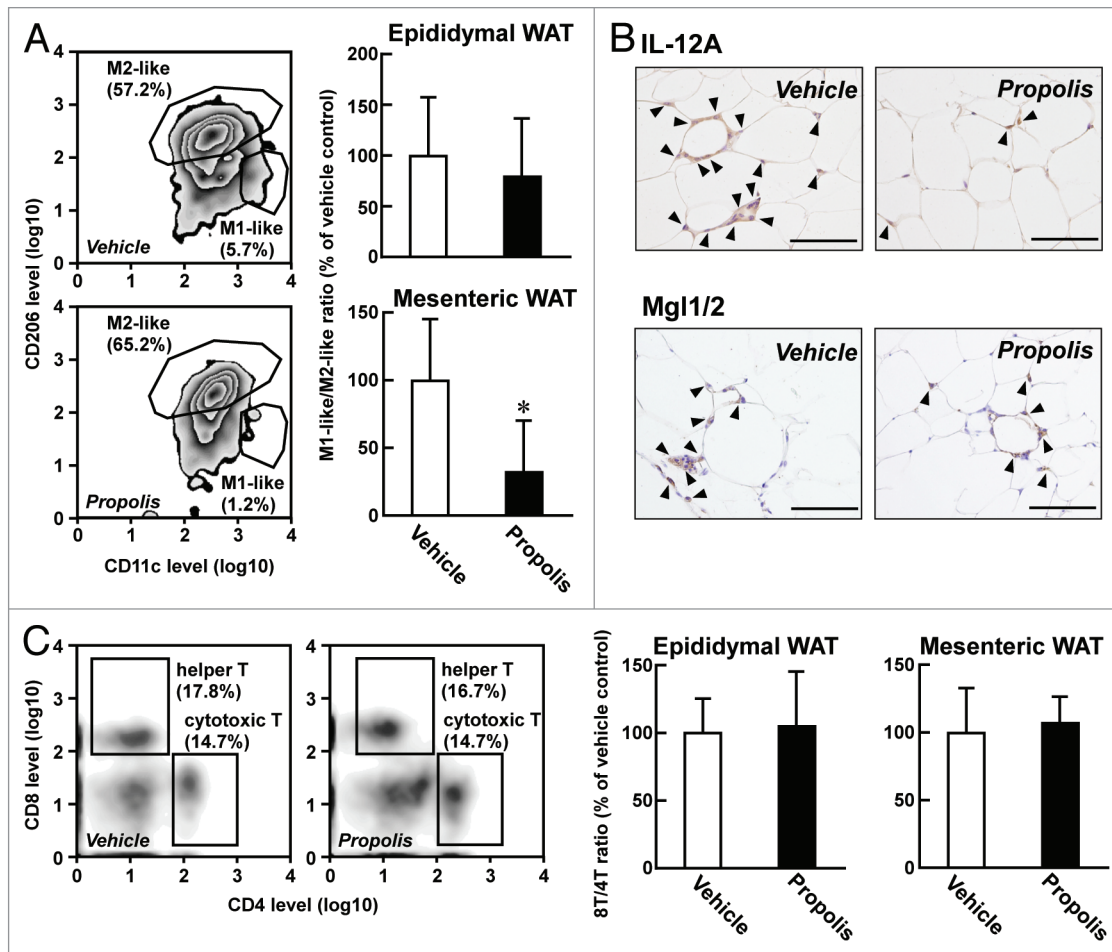 A
Epididymal WAT
M2-like
(57.2%)
M1-like
(5.7%)
Vehicle
4
3
2
1
0
0 1 2 3 4
200
150
100
50
0
Mesenteric WAT
M2-like
(65.2%)
M1-like
(1.2%)
Propolis
4
3
2
1
0
0 1 2 3 4
CD206 level (log10)
CD11c level (log10)
M1-like/M2-like ratio (% of vehicle control)
150
100
50
0
*
Vehicle
Propolis
B
IL-12A
Vehicle
Propolis
Mgl1/2
Vehicle
Propolis
C
4
3
2
1
0
0 1 2 3 4
helper T
(17.8%)
cytotoxic T
(14.7%)
Vehicle
0 1 2 3 4
helper T
(16.7%)
cytotoxic T
(14.7%)
Propolis
CD8 level (log10)
CD4 level (log10)
8T/4T ratio (% of vehicle control)
Epididymal WAT
150
100
50
0
Vehicle
Propolis
Mesenteric WAT
150
100
50
0
Vehicle
Propolis